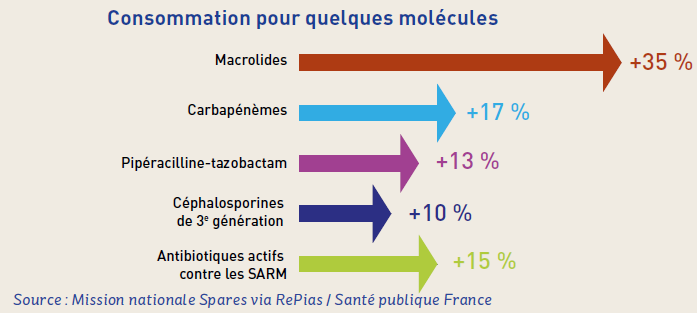 Consommation pour quelques molécules
Macrolides
+35 %
Carbapénèmes
+17 %
Pipéracilline-tazobactam
+13 %
Céphalosporines
de 3e génération
+10 %
Antibiotiques actifs
contre les SARM
+15 %
Source : Mission nationale Spares via RePias / Santé publique France